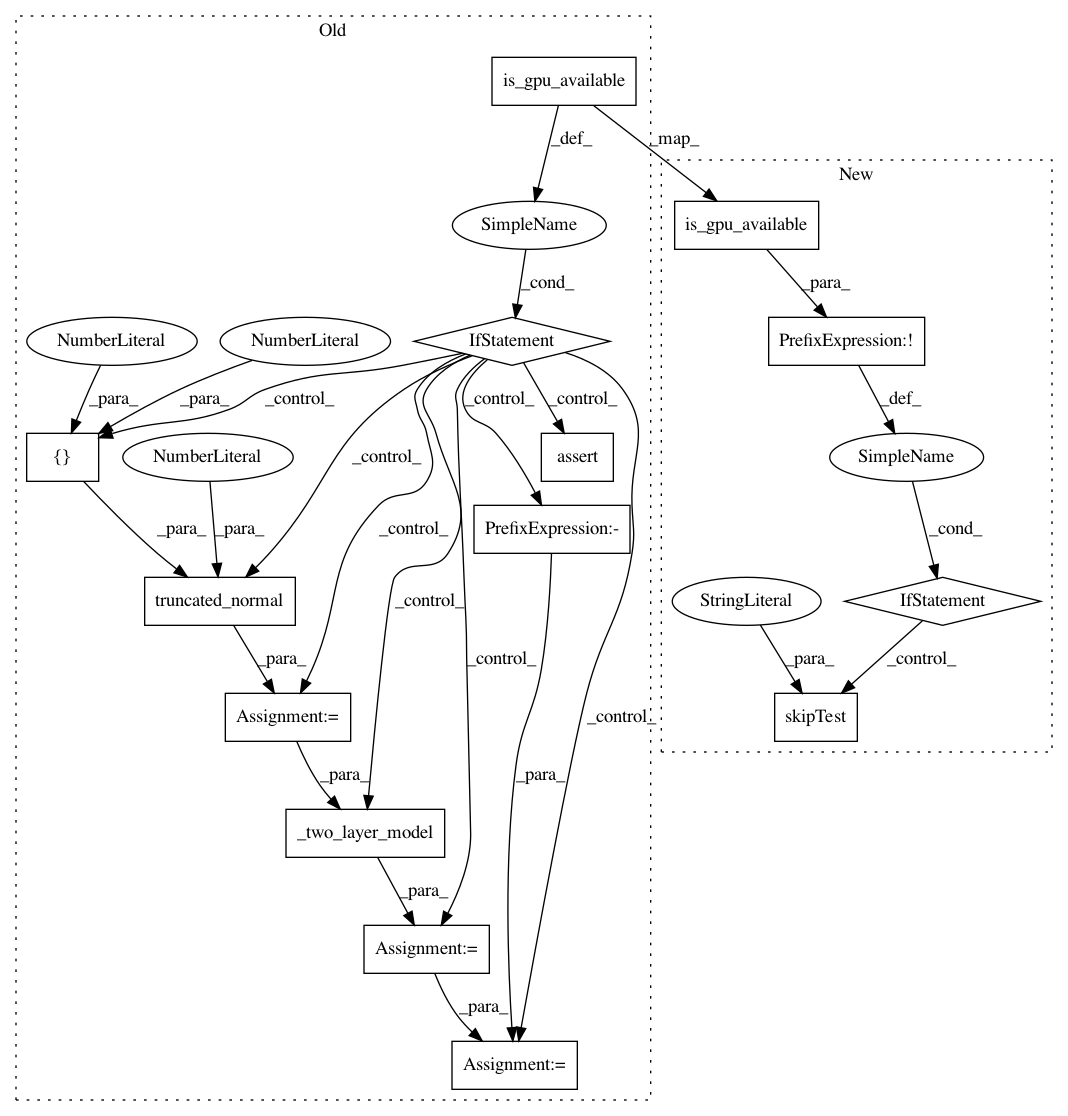 Old
is_gpu_available
_def_
_map_
New
SimpleName
is_gpu_available
_cond_
_para_
NumberLiteral
NumberLiteral
IfStatement
PrefixExpression:!
_para_
_para_
_control_
_control_
_control_
_def_
{}
NumberLiteral
_control_
assert
SimpleName
_para_
_para_
_control_
PrefixExpression:-
_cond_
truncated_normal
_control_
StringLiteral
IfStatement
_para_
_control_
_para_
_control_
Assignment:=
_control_
skipTest
_para_
_para_
_two_layer_model
_para_
Assignment:=
_para_
Assignment:=